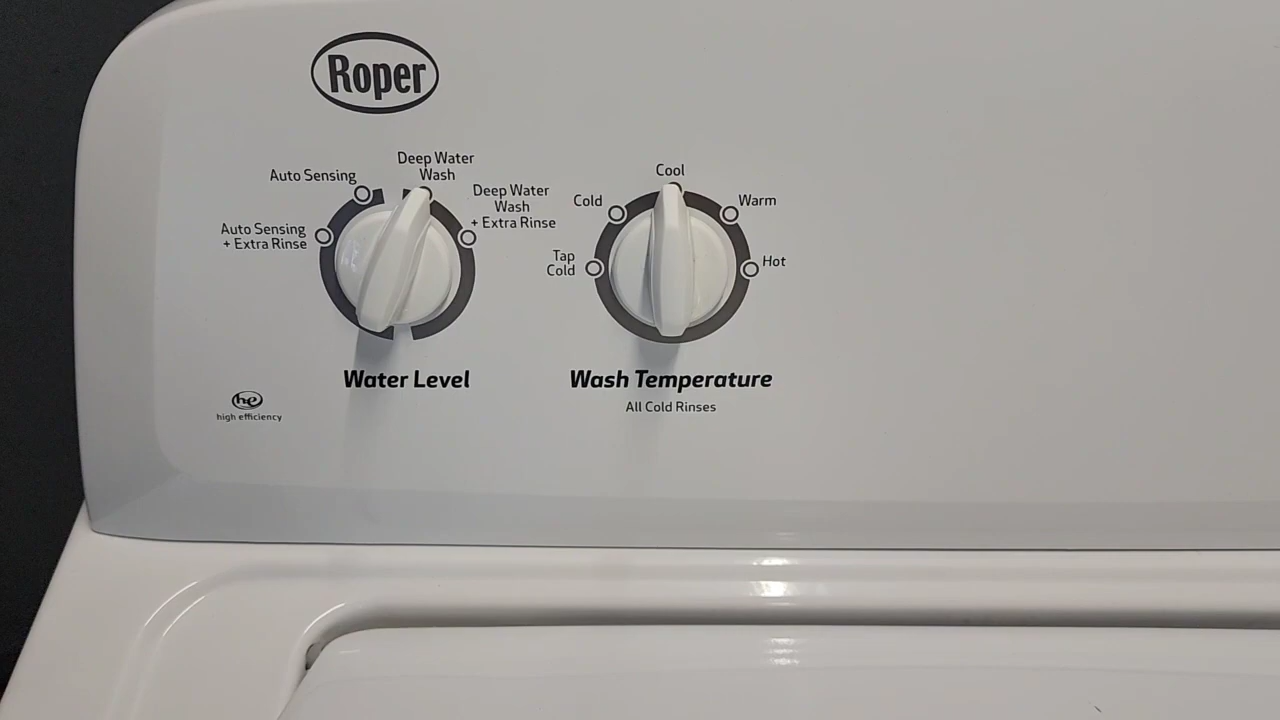 Roper
Deep Water
Wash
Auto Sensing
Deep Water
Wash
+ Extra Rinse
Auto Sensing
+ Extra Rinse
Water Level
he
high efficiency
Cool
Cold
Warm
Tap
Cold
Hot
Wash Temperature
All Cold Rinses